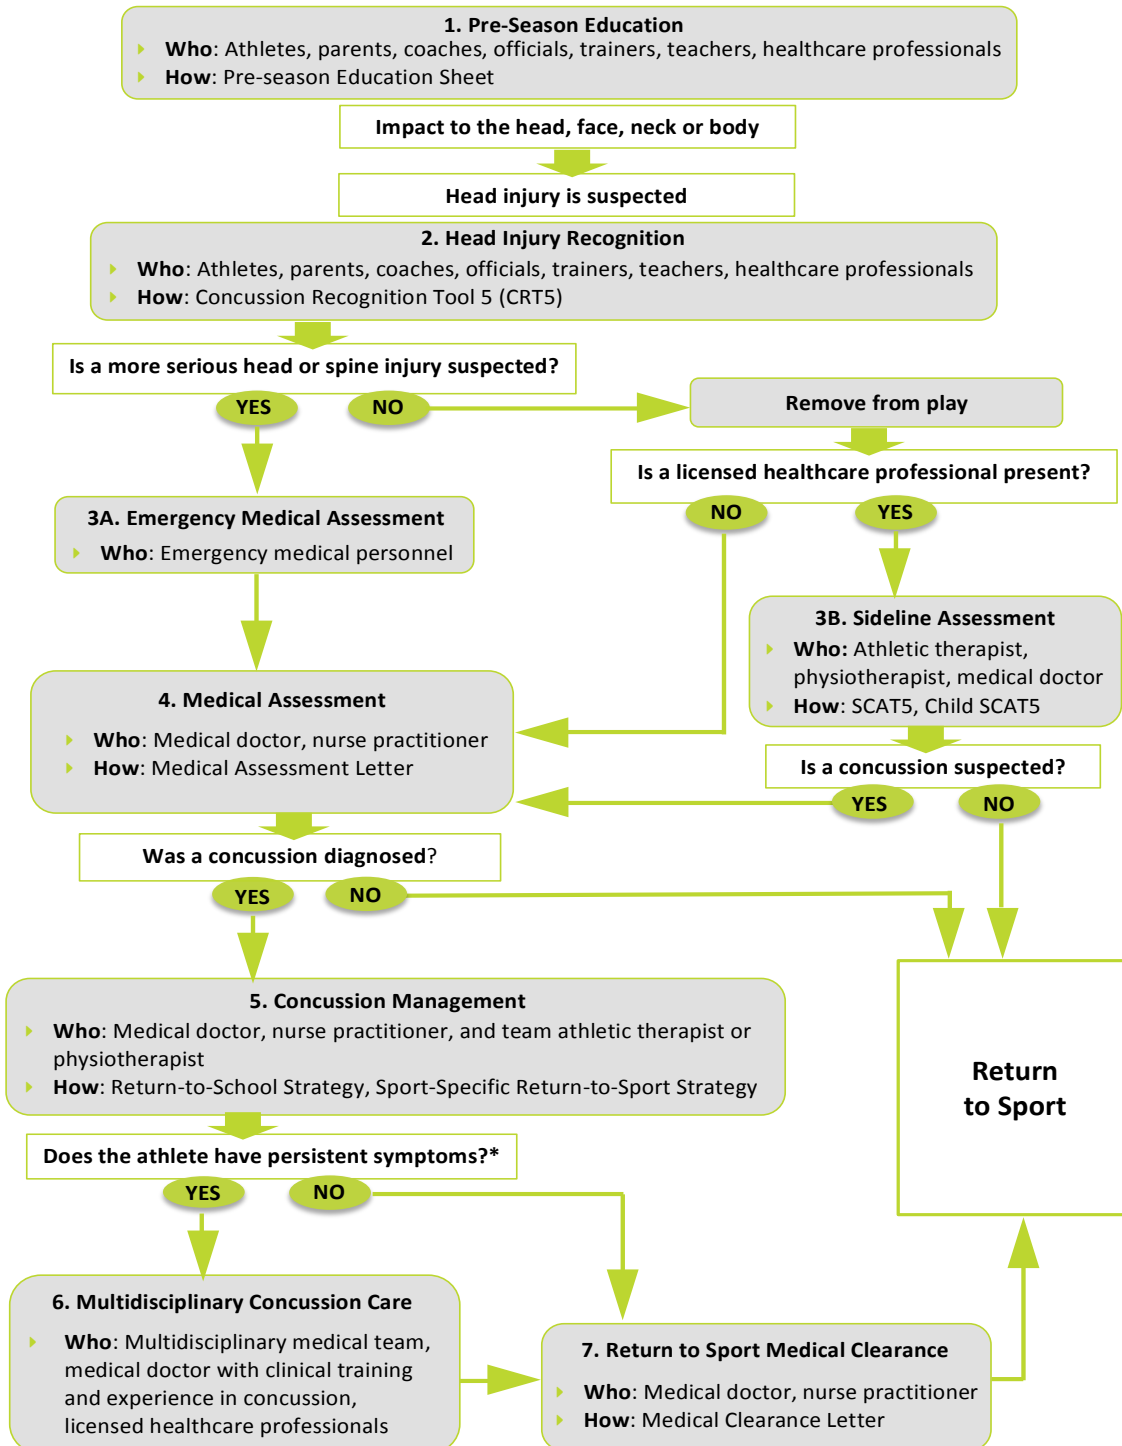 1. Pre-Season Education
Who: Athletes, parents, coaches, officials, trainers, teachers, healthcare professionals
How: Pre-season Education Sheet
Impact to the head, face, neck or body
Head injury is suspected
2. Head Injury Recognition
Who: Athletes, parents, coaches, officials, trainers, teachers, healthcare professionals
How: Concussion Recognition Tool 5 (CRT5)
Is a more serious head or spine injury suspected?
YES
NO
Remove from play
Is a licensed healthcare professional present?
NO
YES
3A. Emergency Medical Assessment
Who: Emergency medical personnel
3B. Sideline Assessment
Who: Athletic therapist,
physiotherapist, medical doctor
How: SCAT5, Child SCAT5
4. Medical Assessment
Who: Medical doctor, nurse practitioner
How: Medical Assessment Letter
Is a concussion suspected?
YES
NO
Was a concussion diagnosed?
YES
NO
5. Concussion Management
Who: Medical doctor, nurse practitioner, and team athletic therapist or
physiotherapist
How: Return-to-School Strategy, Sport-Specific Return-to-Sport Strategy
Return
to Sport
Does the athlete have persistent symptoms?*
YES
NO
6. Multidisciplinary Concussion Care
Who: Multidisciplinary medical team,
medical doctor with clinical training
and experience in concussion,
licensed healthcare professionals
7. Return to Sport Medical Clearance
Who: Medical doctor, nurse practitioner
How: Medical Clearance Letter